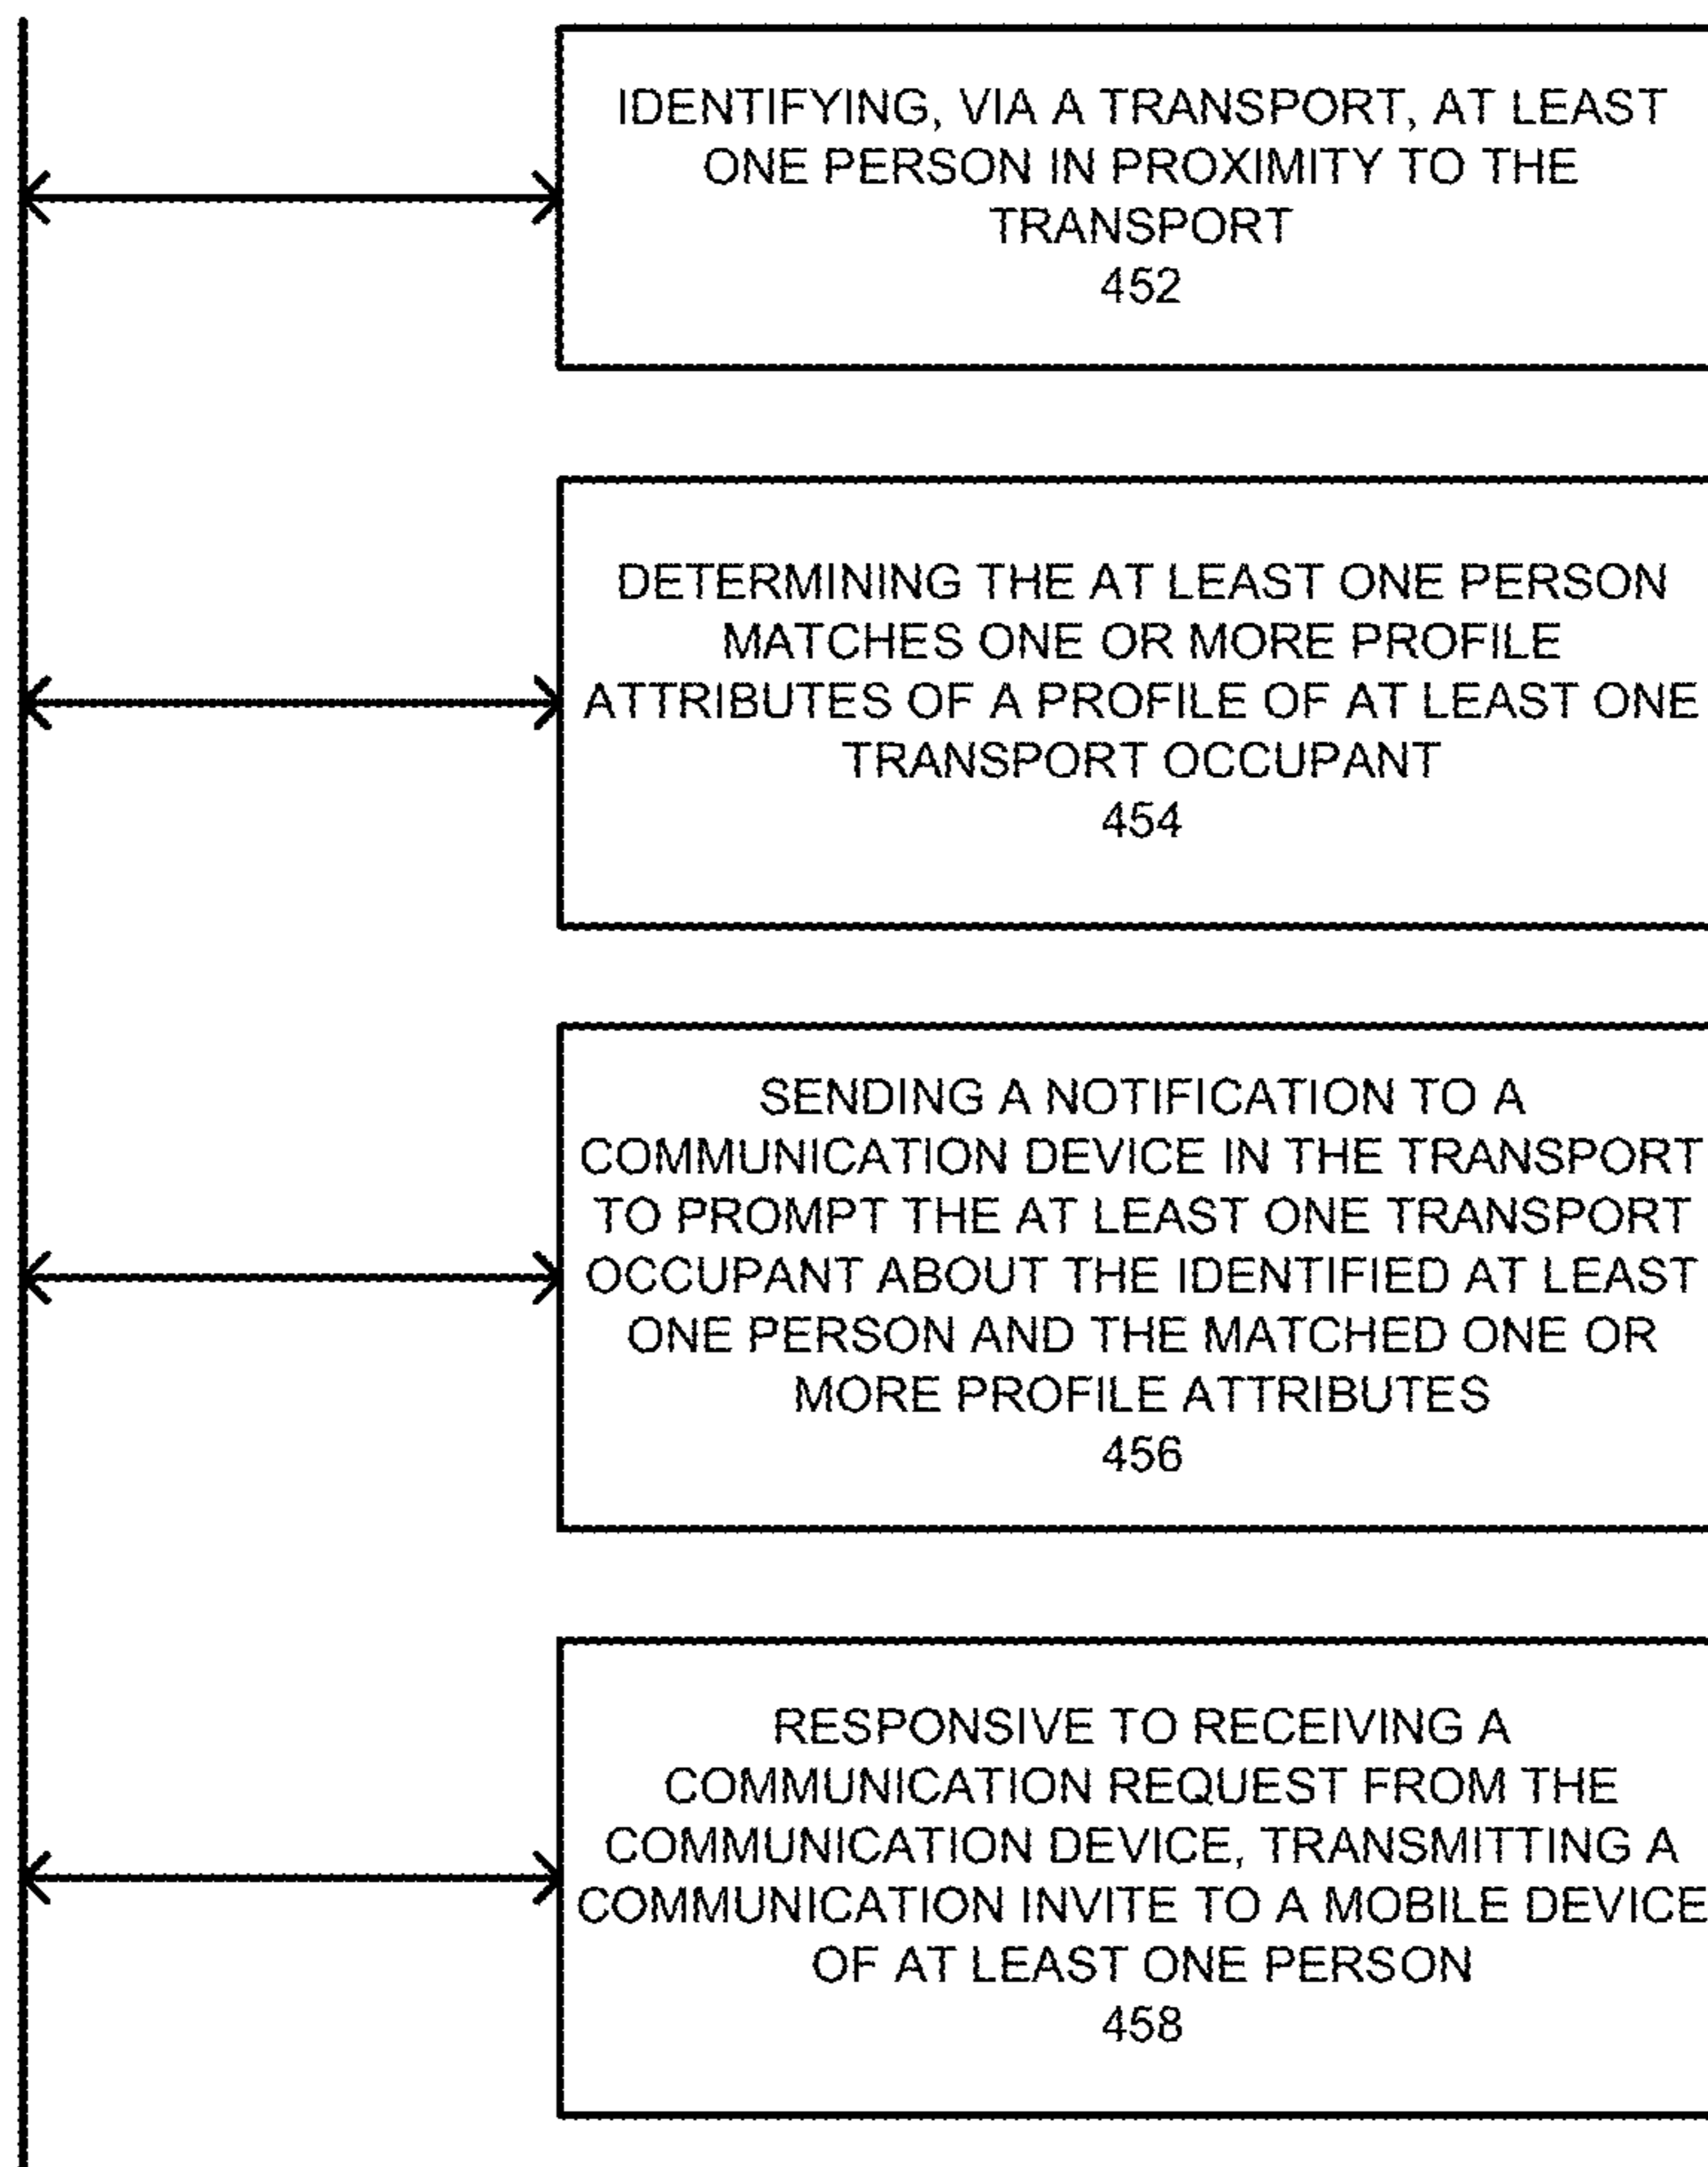 IDENTIFYING, VIA A TRANSPORT, AT LEAST
ONE PERSON IN PROXIMITY TO THE
TRANSPORT
452
DETERMINING THE AT LEAST ONE PERSON
MATCHES ONE OR MORE PROFILE
ATTRIBUTES OF A PROFILE OF AT LEAST ONE
TRANSPORT OCCUPANT
454
SENDING A NOTIFICATION TO A
COMMUNICATION DEVICE IN THE TRANSPORT
TO PROMPT THE AT LEAST ONE TRANSPORT
OCCUPANT ABOUT THE IDENTIFIED AT LEAST
ONE PERSON AND THE MATCHED ONE OR
MORE PROFILE ATTRIBUTES
456
RESPONSIVE TO RECEIVING A
COMMUNICATION REQUEST FROM THE
COMMUNICATION DEVICE, TRANSMITTING A
COMMUNICATION INVITE TO A MOBILE DEVICE
OF AT LEAST ONE PERSON
458